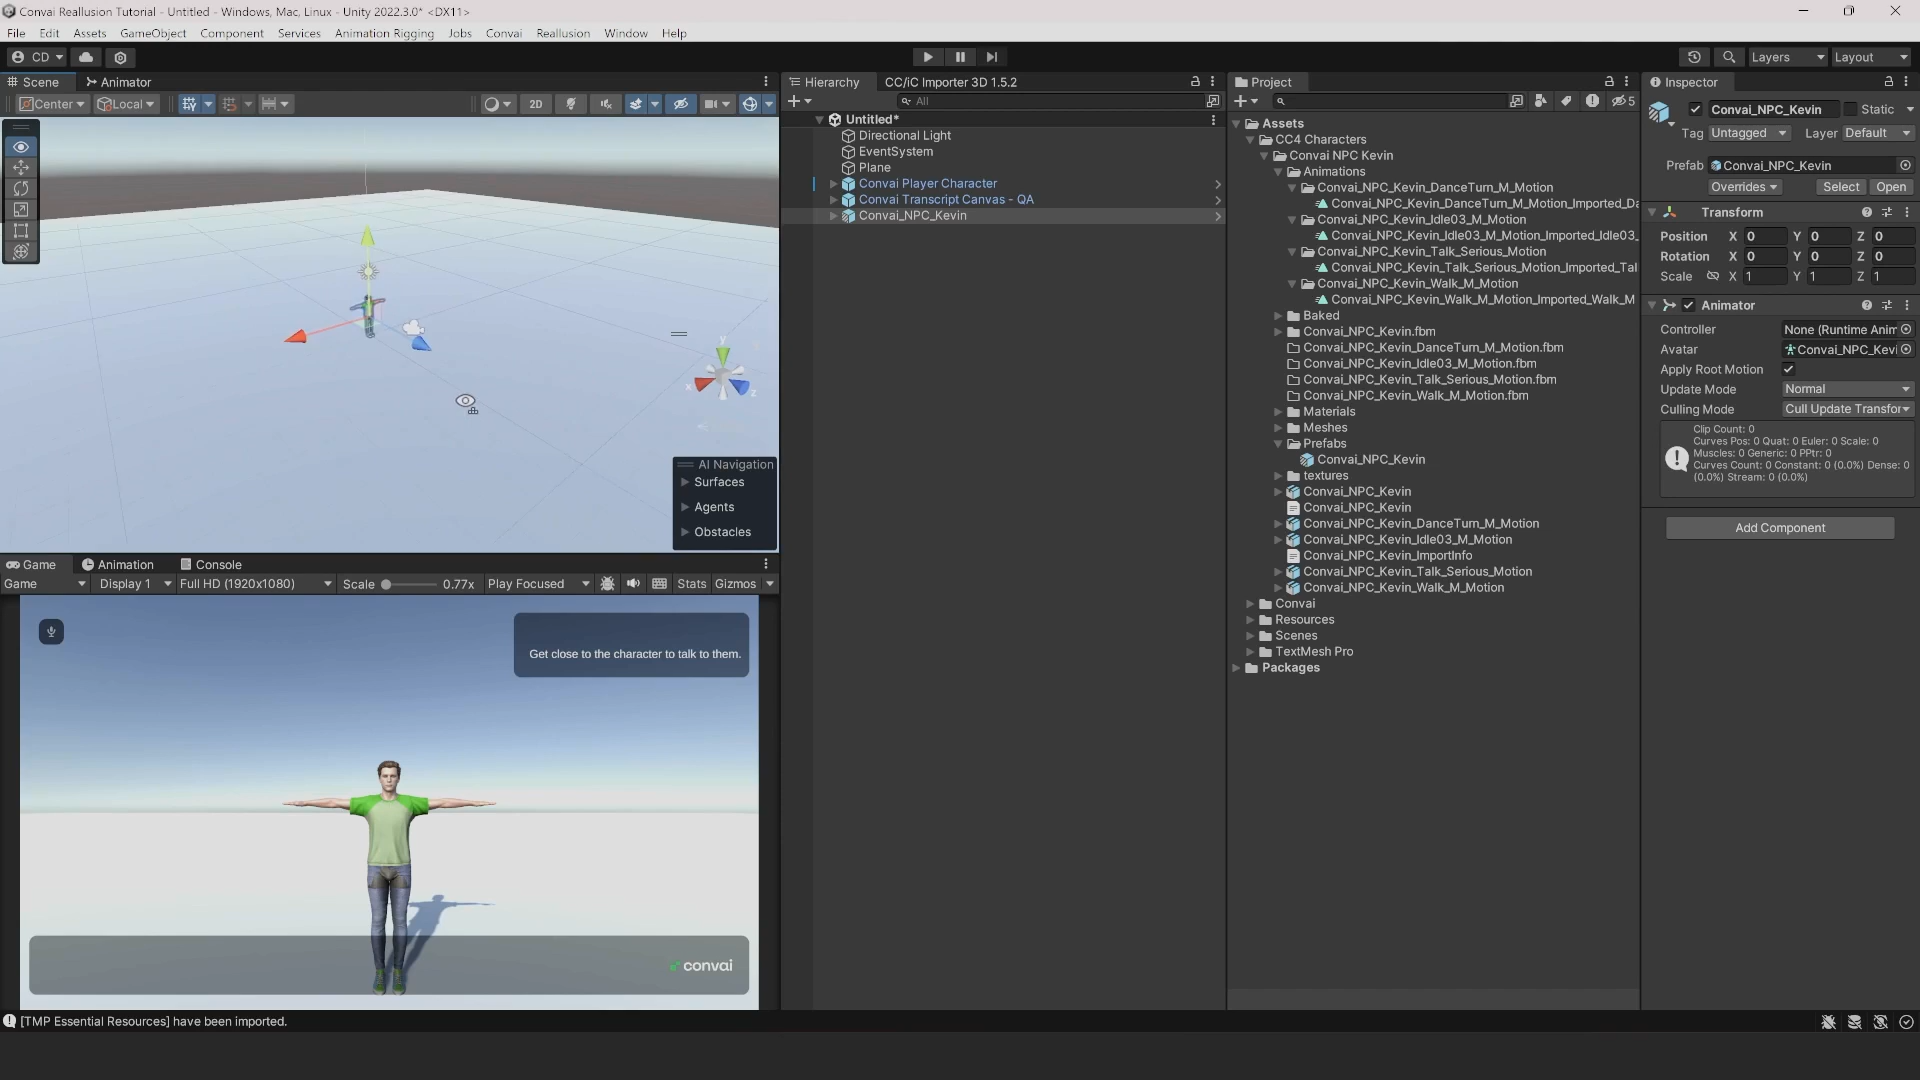 Convai Reallusion Tutorial - Untitled - Windows, Mac, Linux - Unity 2022.3.0* <DX11>
File Edit Assets GameObject Component Services Animation Rigging Jobs Convai Reallusion Window Help
CD
Layers
Layout
Scene
Animator
Center
Local
2D
AI Navigation
Surfaces
Agents
Obstacles
Hierarchy
CC/iC Importer 3D 1.5.2
All
Untitled*
Directional Light
EventSystem
Plane
Convai Player Character
Convai Transcript Canvas - QA
Convai_NPC_Kevin
Project
5
Assets
CC4 Characters
Convai NPC Kevin
Animations
Convai_NPC_Kevin_DanceTurn_M_Motion
Convai_NPC_Kevin_DanceTurn_M_Motion_Imported_Da
Convai_NPC_Kevin_Idle03_M_Motion
Convai_NPC_Kevin_Idle03_M_Motion_Imported_Idle03_
Convai_NPC_Kevin_Talk_Serious_Motion
Convai_NPC_Kevin_Talk_Serious_Motion_Imported_Tal
Convai_NPC_Kevin_Walk_M_Motion
Convai_NPC_Kevin_Walk_M_Motion_Imported_Walk_M
Baked
Convai_NPC_Kevin.fbm
Convai_NPC_Kevin_DanceTurn_M_Motion.fbm
Convai_NPC_Kevin_Idle03_M_Motion.fbm
Convai_NPC_Kevin_Talk_Serious_Motion.fbm
Convai_NPC_Kevin_Walk_M_Motion.fbm
Materials
Meshes
Prefabs
Convai_NPC_Kevin
textures
Convai_NPC_Kevin
Convai_NPC_Kevin
Convai_NPC_Kevin_DanceTurn_M_Motion
Convai_NPC_Kevin_Idle03_M_Motion
Convai_NPC_Kevin_ImportInfo
Convai_NPC_Kevin_Talk_Serious_Motion
Convai_NPC_Kevin_Walk_M_Motion
Convai
Resources
Scenes
TextMesh Pro
Packages
Inspector
Convai_NPC_Kevin
Static
Tag Untagged Layer Default
Prefab Convai_NPC_Kevin
Overrides Select Open
Transform
Position X 0 Y 0 Z 0
Rotation X 0 Y 0 Z 0
Scale X 1 Y 1 Z 1
Animator
Controller None (Runtime Anim
Avatar Convai_NPC_Kevi
Apply Root Motion
Update Mode Normal
Culling Mode Cull Update Transfor
Clip Count: 0
Curves Pos: 0 Quat: 0 Euler: 0 Scale: 0
Muscles: 0 Generic: 0 PPtr: 0
Curves Count: 0 Constant: 0 (0.0%) Dense: 0
(0.0%) Stream: 0 (0.0%)
Add Component
Game
Animation
Console
Game
Display 1
Full HD (1920x1080)
Scale
0.77x
Play Focused
Stats
Gizmos
Get close to the character to talk to them.
convai
[TMP Essential Resources] have been imported.